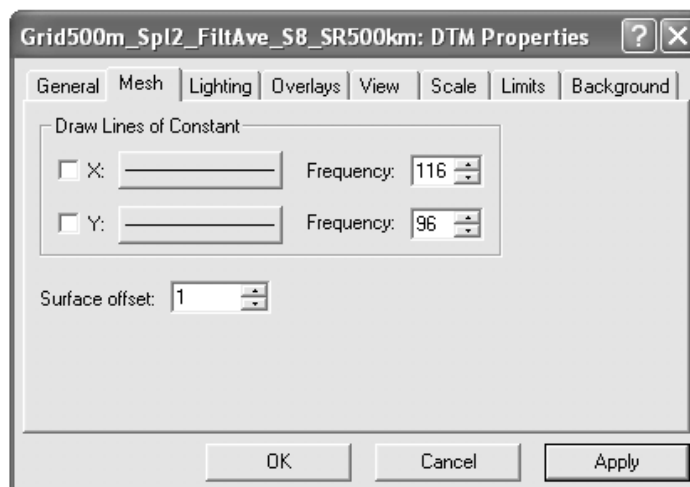 Grid500m_Spl2_FiltAve_S8_SR500km: DTM Properties
General Mesh Lighting Overlays View Scale Limits Background
Draw Lines of Constant
X: Frequency: 116
Y: Frequency: 96
Surface offset: 1
OK Cancel Apply